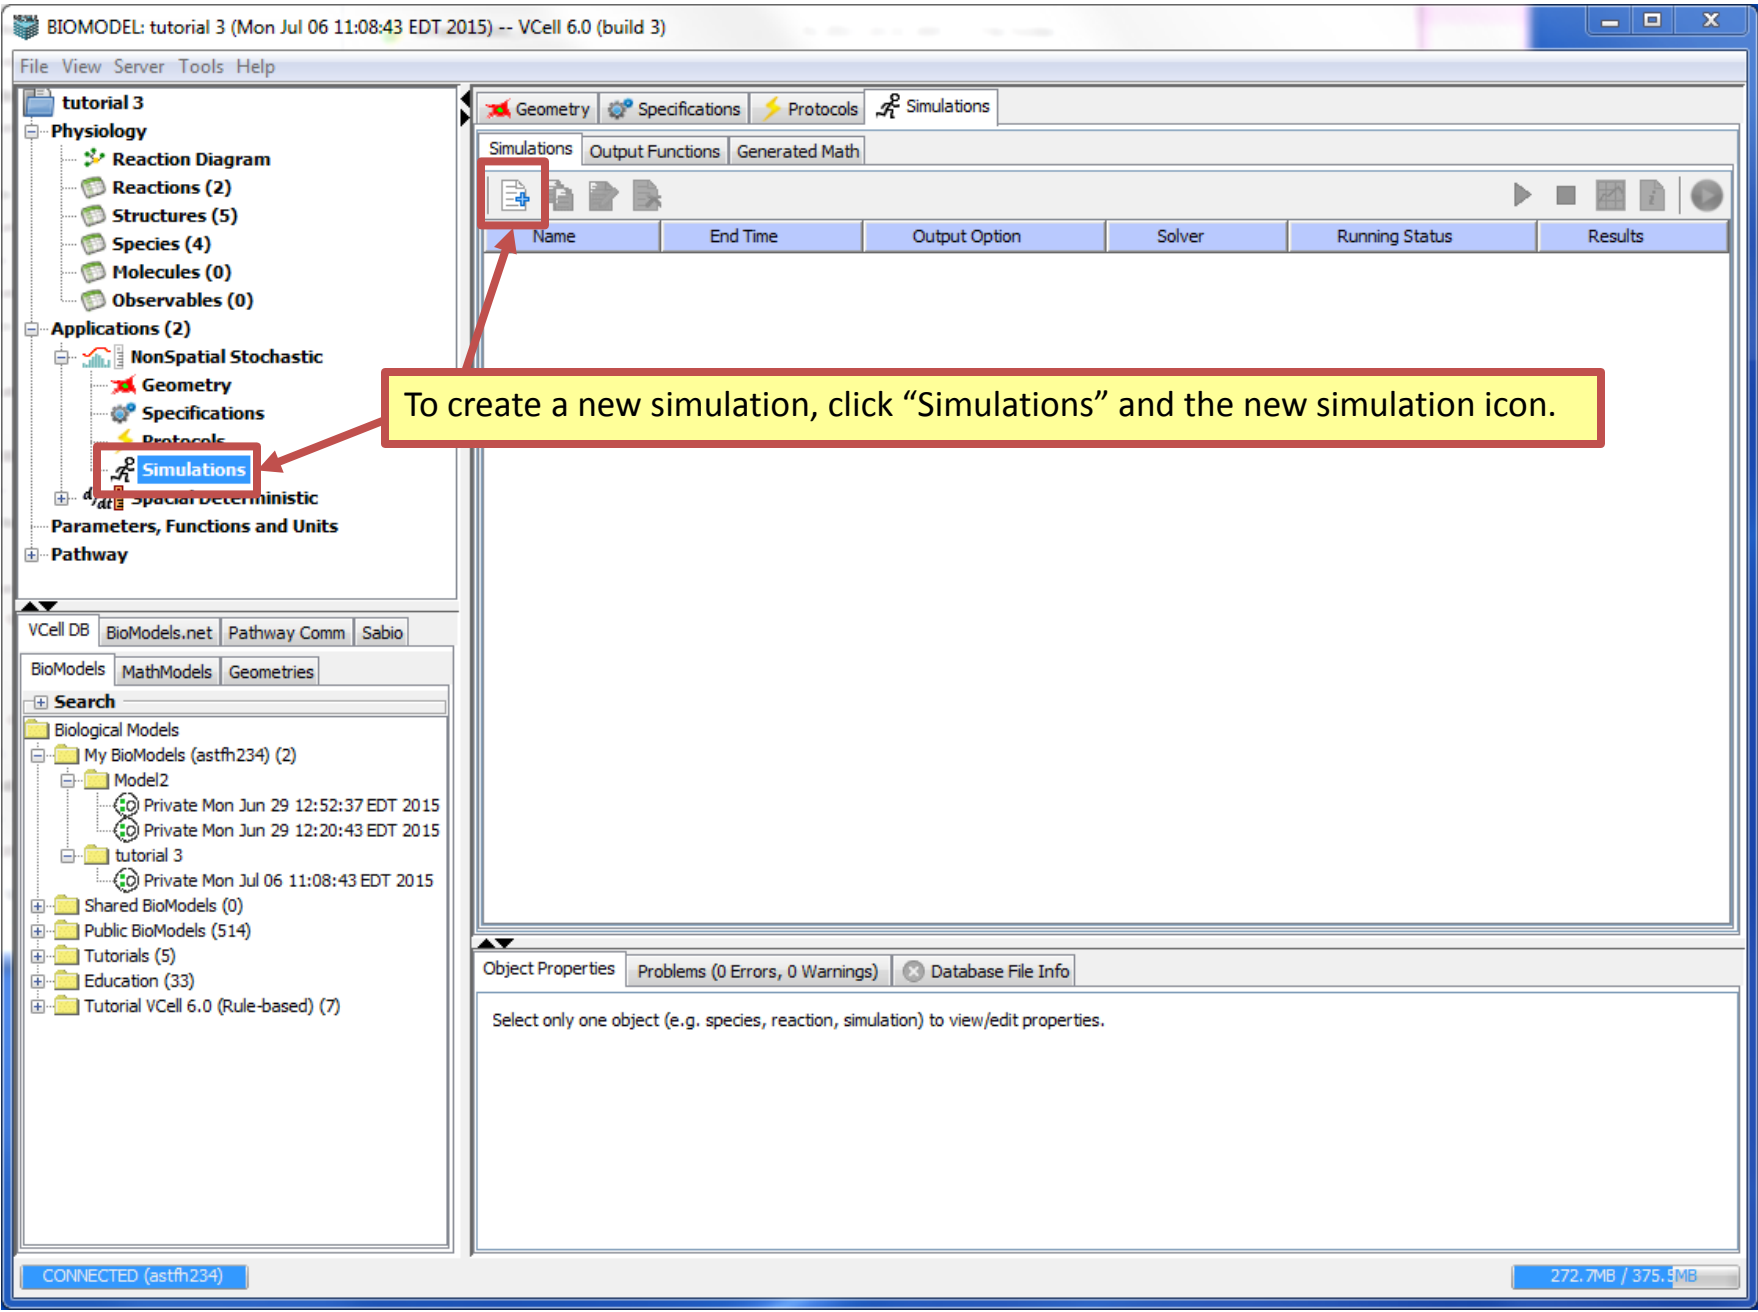 BIOMODEL: tutorial 3 (Mon Jul 06 11:08:43 EDT 2015) -- VCell 6.0 (build 3)
File View Server Tools Help
tutorial 3
Physiology
Reaction Diagram
Reactions (2)
Structures (5)
Species (4)
Molecules (0)
Observables (0)
Applications (2)
NonSpatial Stochastic
Geometry
Specifications
Protocols
Simulations
Spacial Deterministic
Parameters, Functions and Units
Pathway
Geometry Specifications Protocols Simulations
Simulations Output Functions Generated Math
Name End Time Output Option Solver Running Status Results
To create a new simulation, click “Simulations” and the new simulation icon.
VCell DB BioModels.net Pathway Comm Sabio
BioModels MathModels Geometries
Search
Biological Models
My BioModels (astfh234) (2)
Model2
Private Mon Jun 29 12:52:37 EDT 2015
Private Mon Jun 29 12:20:43 EDT 2015
tutorial 3
Private Mon Jul 06 11:08:43 EDT 2015
Shared BioModels (0)
Public BioModels (514)
Tutorials (5)
Education (33)
Tutorial VCell 6.0 (Rule-based) (7)
Object Properties Problems (0 Errors, 0 Warnings) Database File Info
Select only one object (e.g. species, reaction, simulation) to view/edit properties.
CONNECTED (astfh234)
272.7MB / 375.5MB